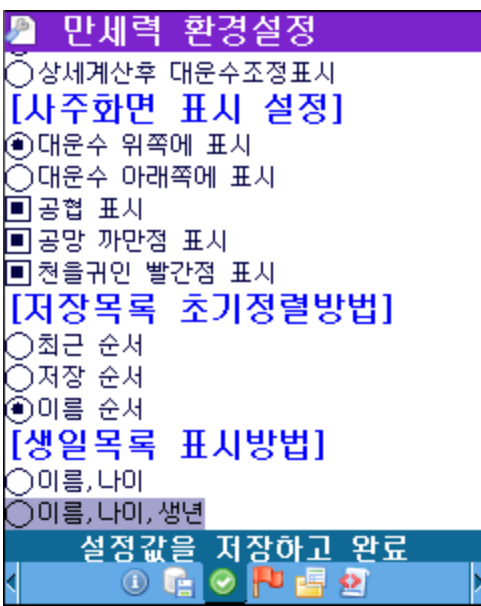 만세력 환경설정
상세계산후 대운수조정표시
[사주화면 표시 설정]
대운수 위쪽에 표시
대운수 아래쪽에 표시
공협 표시
공망 까만점 표시
천을귀인 빨간점 표시
[저장목록 초기정렬방법]
최근 순서
저장 순서
이름 순서
[생일목록 표시방법]
이름,나이
이름,나이,생년
설정값을 저장하고 완료